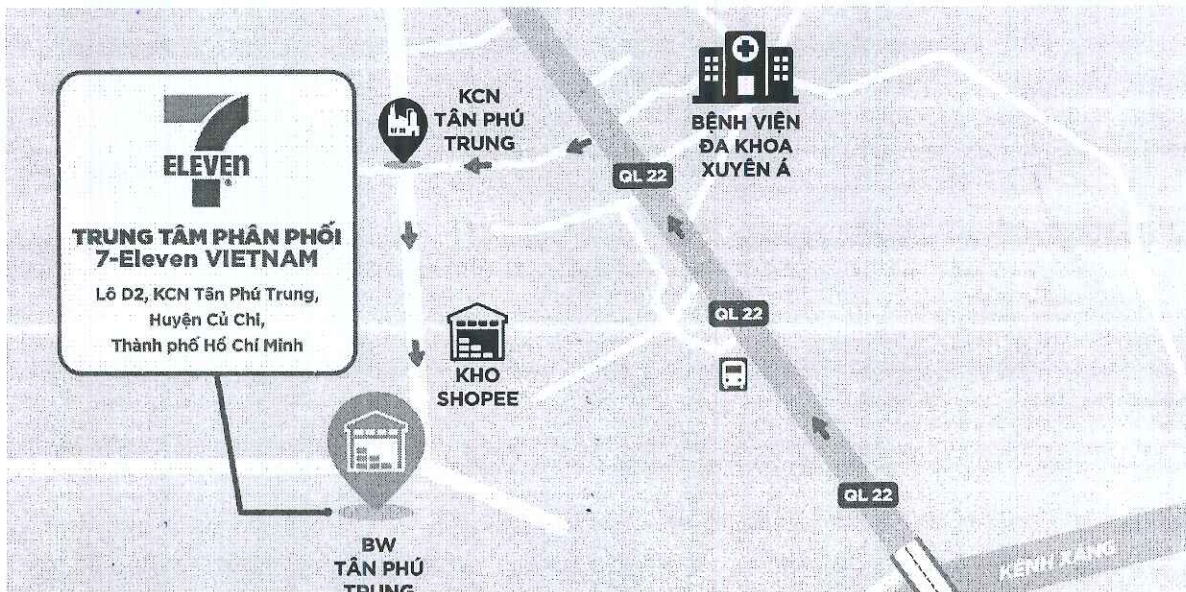 7
ELEVEN
®
TRUNG TÂM PHÂN PHỐI
7-Eleven VIETNAM
Lô D2, KCN Tân Phú Trung,
Huyện Củ Chi,
Thành phố Hồ Chí Minh
KCN
TÂN PHÚ
TRUNG
BỆNH VIỆN
ĐA KHOA
XUYÊN Á
QL 22
QL 22
KHO
SHOPEE
QL 22
BW
TÂN PHÚ
TRUNG
KÊNH XÁNG